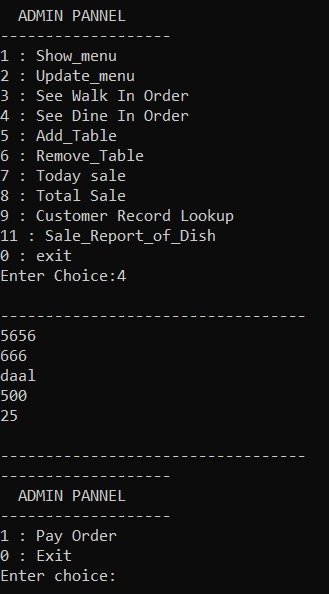 ADMIN PANNEL
-------------------
1 : Show_menu
2 : Update_menu
3 : See Walk In Order
4 : See Dine In Order
5 : Add_Table
6 : Remove_Table
7 : Today sale
8 : Total Sale
9 : Customer Record Lookup
11 : Sale_Report_of_Dish
0 : exit
Enter Choice:4
----------------------------------
5656
666
daal
500
25
----------------------------------
-------------------
ADMIN PANNEL
-------------------
1 : Pay Order
0 : Exit
Enter choice: